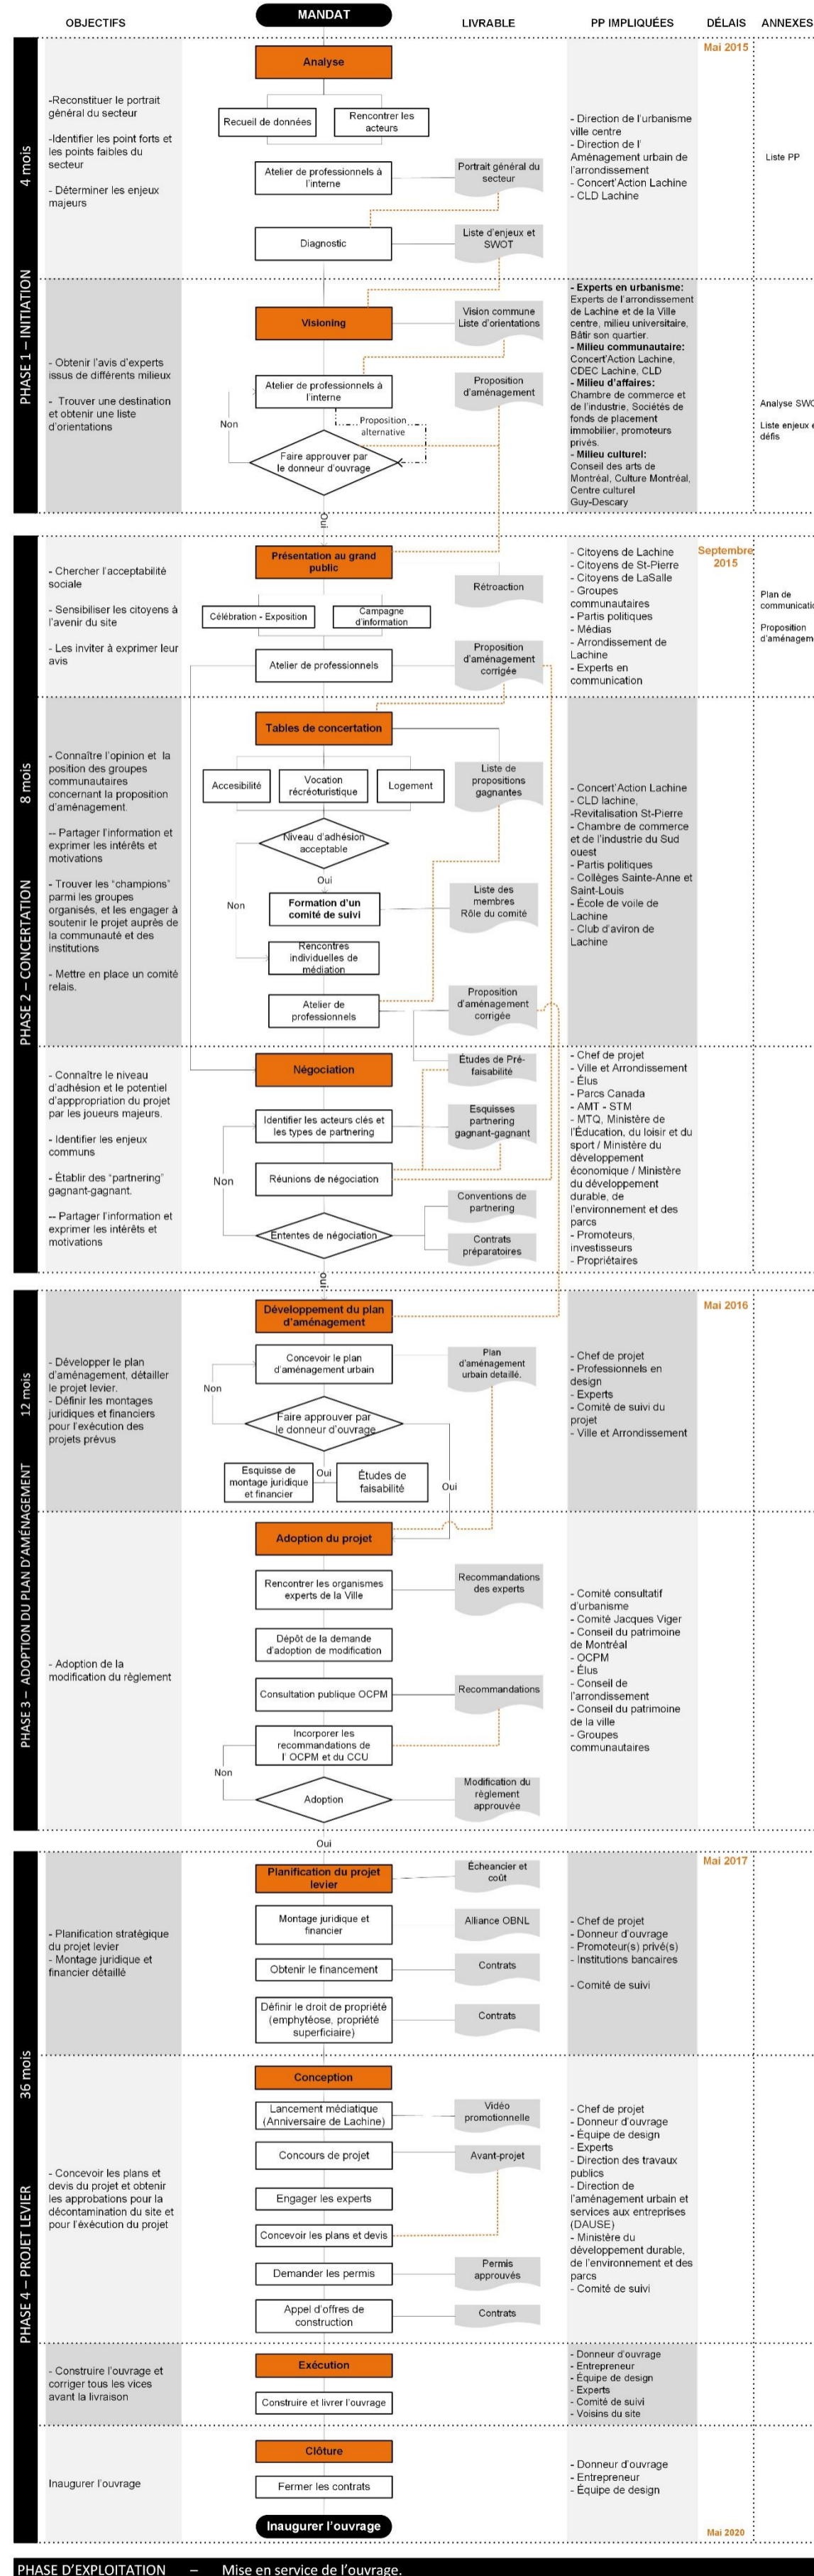 OBJECTIFS
MANDAT
LIVRABLE
PP IMPLIQUÉES
DÉLAIS
ANNEXES
PHASE 1 – INITIATION
4 mois
-Reconstituer le portrait
général du secteur
-Identifier les point forts et
les points faibles du
secteur
- Déterminer les enjeux
majeurs
Analyse
Recueil de données
Rencontrer les
acteurs
Atelier de professionnels à
l'interne
Portrait général du
secteur
Diagnostic
Liste d'enjeux et
SWOT
- Direction de l'urbanisme
ville centre
- Direction de l'
Aménagement urbain de
l'arrondissement
- Concert'Action Lachine
- CLD Lachine
Mai 2015
Liste PP
- Obtenir l'avis d'experts
issus de différents milieux
- Trouver une destination
et obtenir une liste
d'orientations
Visioning
Vision commune
Liste d'orientations
Atelier de professionnels à
l'interne
Proposition
d'aménagement
Non
Proposition
alternative
Faire approuver par
le donneur d'ouvrage
Oui
- Experts en urbanisme:
Experts de l'arrondissement
de Lachine et de la Ville
centre, milieu universitaire,
Bâtir son quartier.
- Milieu communautaire:
Concert'Action Lachine,
CDEC Lachine, CLD
- Milieu d'affaires:
Chambre de commerce et
de l'industrie, Sociétés de
fonds de placement
immobilier, promoteurs
privés.
- Milieu culturel:
Conseil des arts de
Montréal, Culture Montréal,
Centre culturel
Guy-Descary
Analyse SWO
Liste enjeux e
défis
PHASE 2 – CONCERTATION
8 mois
- Chercher l'acceptabilité
sociale
- Sensibiliser les citoyens à
l'avenir du site
- Les inviter à exprimer leur
avis
Présentation au grand
public
Rétroaction
Célébration - Exposition
Campagne
d'information
Atelier de professionnels
Proposition
d'aménagement
corrigée
- Citoyens de Lachine
- Citoyens de St-Pierre
- Citoyens de LaSalle
- Groupes
communautaires
- Partis politiques
- Médias
- Arrondissement de
Lachine
- Experts en
communication
Septembre
2015
Plan de
communicatio
Proposition
d'aménageme
- Connaître l'opinion et la
position des groupes
communautaires
concernant la proposition
d'aménagement.
-- Partager l'information et
exprimer les intérêts et
motivations
- Trouver les "champions"
parmi les groupes
organisés, et les engager à
soutenir le projet auprès de
la communauté et des
institutions
- Mettre en place un comité
relais.
Tables de concertation
Accesibilité
Vocation
récréoturistique
Logement
Liste de
propositions
gagnantes
Niveau d'adhésion
acceptable
Oui
Non
Formation d'un
comité de suivi
Liste des
membres
Rôle du comité
Rencontres
individuelles de
médiation
Atelier de
professionnels
Proposition
d'aménagement
corrigée
- Concert'Action Lachine
- CLD lachine,
-Revitalisation St-Pierre
- Chambre de commerce
et de l'industrie du Sud
ouest
- Partis politiques
- Collèges Sainte-Anne et
Saint-Louis
- École de voile de
Lachine
- Club d'aviron de
Lachine
- Connaître le niveau
d'adhésion et le potentiel
d'apppropriation du projet
par les joueurs majeurs.
- Identifier les enjeux
communs
- Établir des "partnering"
gagnant-gagnant.
-- Partager l'information et
exprimer les intérêts et
motivations
Négociation
Études de Pré-
faisabilité
Identifier les acteurs clés et
les types de partnering
Esquisses
partnering
gagnant-gagnant
Non
Réunions de négociation
Conventions de
partnering
Ententes de négociation
Contrats
préparatoires
oui
- Chef de projet
- Ville et Arrondissement
- Élus
- Parcs Canada
- AMT - STM
- MTQ, Ministère de
l'Éducation, du loisir et du
sport / Ministère du
développement
économique / Ministère
du développement
durable, de
l'environnement et des
parcs
- Promoteurs,
investisseurs
- Propriétaires
PHASE 3 – ADOPTION DU PLAN D'AMÉNAGEMENT
12 mois
- Développer le plan
d'aménagement, détailler
le projet levier.
- Définir les montages
juridiques et financiers
pour l'exécution des
projets prévus
Développement du plan
d'aménagement
Concevoir le plan
d'aménagement urbain
Plan
d'aménagement
urbain detaillé.
Non
Faire approuver par
le donneur d'ouvrage
Esquisse de
montage juridique
et financier
Oui
Études de
faisabilité
Oui
- Chef de projet
- Professionnels en
design
- Experts
- Comité de suivi du
projet
- Ville et Arrondissement
Mai 2016
- Adoption de la
modification du règlement
Adoption du projet
Rencontrer les organismes
experts de la Ville
Recommandations
des experts
Dépôt de la demande
d'adoption de modification
Consultation publique OCPM
Recommandations
Incorporer les
recommandations de
l' OCPM et du CCU
Non
Adoption
Modification du
règlement
approuvée
Oui
- Comité consultatif
d'urbanisme
- Comité Jacques Viger
- Conseil du patrimoine
de Montréal
- OCPM
- Élus
- Conseil de
l'arrondissement
- Conseil du patrimoine
de la ville
- Groupes
communautaires
PHASE 4 – PROJET LEVIER
36 mois
- Planification stratégique
du projet levier
- Montage juridique et
financier détaillé
Planification du projet
levier
Écheancier et
coût
Montage juridique et
financier
Alliance OBNL
Obtenir le financement
Contrats
Définir le droit de propriété
(emphytéose, propriété
superficiaire)
Contrats
- Chef de projet
- Donneur d'ouvrage
- Promoteur(s) privé(s)
- Institutions bancaires
- Comité de suivi
Mai 2017
- Concevoir les plans et
devis du projet et obtenir
les approbations pour la
décontamination du site et
pour l'éxécution du projet
Conception
Lancement médiatique
(Anniversaire de Lachine)
Vidéo
promotionnelle
Concours de projet
Avant-projet
Engager les experts
Concevoir les plans et devis
Demander les permis
Permis
approuvés
Appel d'offres de
construction
Contrats
- Chef de projet
- Donneur d'ouvrage
- Équipe de design
- Experts
- Direction des travaux
publics
- Direction de
l'aménagement urbain et
services aux entreprises
(DAUSE)
- Ministère du
développement durable,
de l'environnement et des
parcs
- Comité de suivi
- Construire l'ouvrage et
corriger tous les vices
avant la livraison
Exécution
Construire et livrer l'ouvrage
- Donneur d'ouvrage
- Entrepreneur
- Équipe de design
- Experts
- Comité de suivi
- Voisins du site
Inaugurer l'ouvrage
Clôture
Fermer les contrats
Inaugurer l'ouvrage
- Donneur d'ouvrage
- Entrepreneur
- Équipe de design
Mai 2020
PHASE D'EXPLOITATION – Mise en service de l'ouvrage.